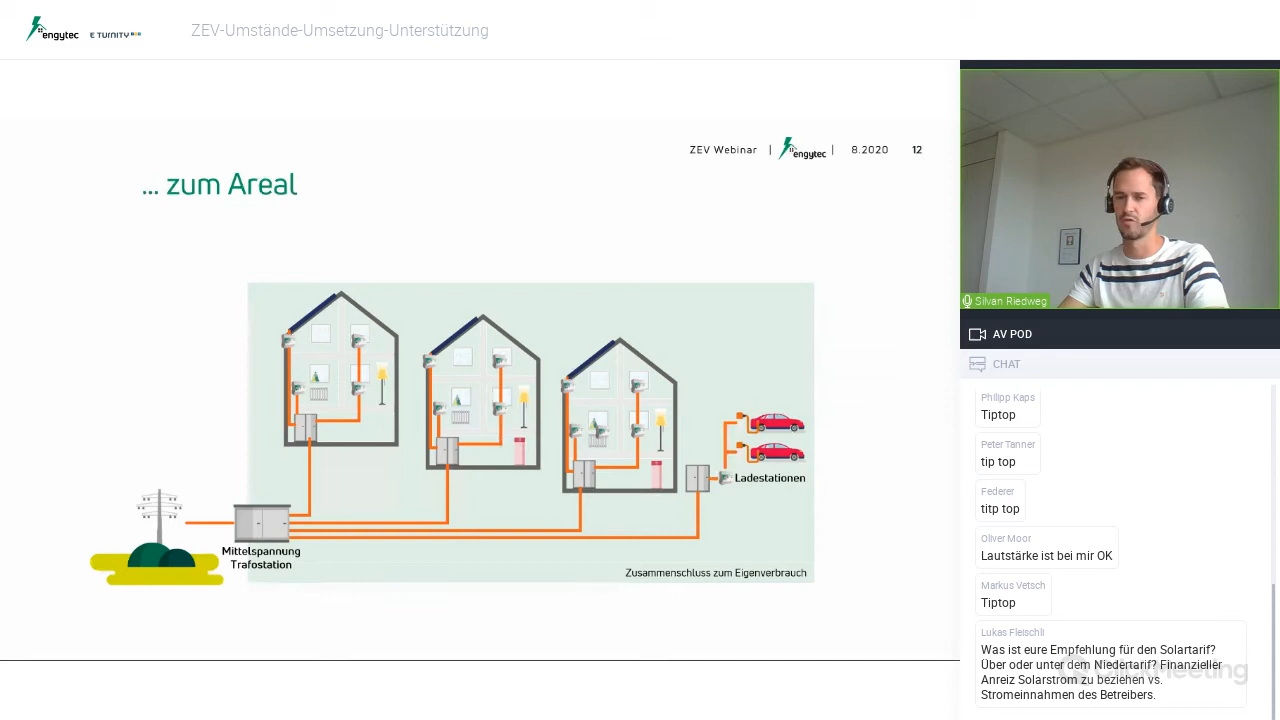 engytec
E TURNITY
ZEV-Umstände-Umsetzung-Unterstützung
ZEV Webinar | engytec | 8.2020 12
... zum Areal
Ladestationen
Mittelspannung
Trafostation
Zusammenschluss zum Eigenverbrauch
Silvan Riedweg
AV POD
CHAT
Philipp Kaps
Tiptop
Peter Tanner
tip top
Federer
titp top
Oliver Moor
Lautstärke ist bei mir OK
Markus Vetsch
Tiptop
Lukas Fleischli
Was ist eure Empfehlung für den Solartarif?
Über oder unter dem Niedertarif? Finanzieller
Anreiz Solarstrom zu beziehen vs.
Stromeinnahmen des Betreibers.
ClickMeeting